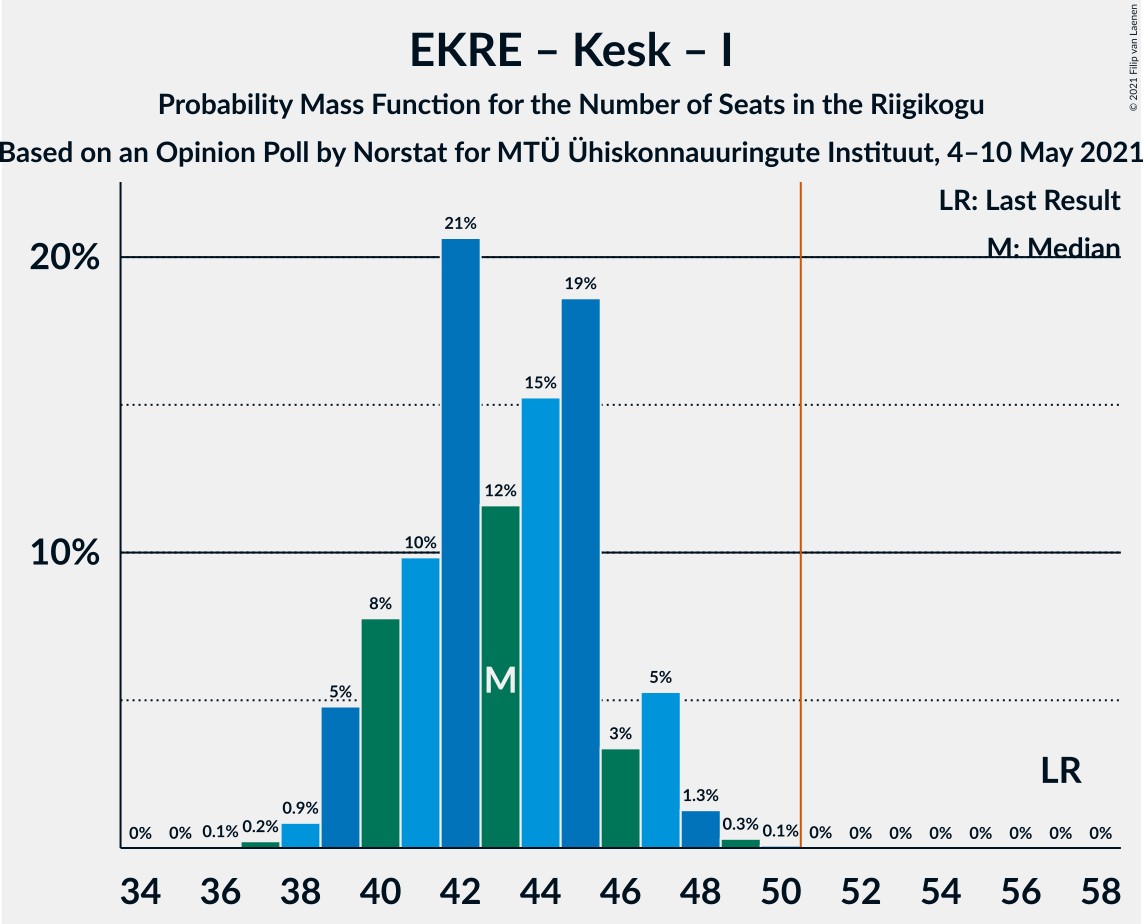 EKRE – Kesk – I
Probability Mass Function for the Number of Seats in the Riigikogu
Based on an Opinion Poll by Norstat for MTÜ Ühiskonnauuringute Instituut, 4–10 May 2021
© 2021 Filip van Laenen
LR: Last Result
M: Median
20%
10%
0% 0% 0.1% 0.2% 0.9% 5% 8% 10% 21% 12% 15% 19% 3% 5% 1.3% 0.3% 0.1% 0% 0% 0% 0% 0% 0% 0% 0%
M
LR
34 36 38 40 42 44 46 48 50 52 54 56 58